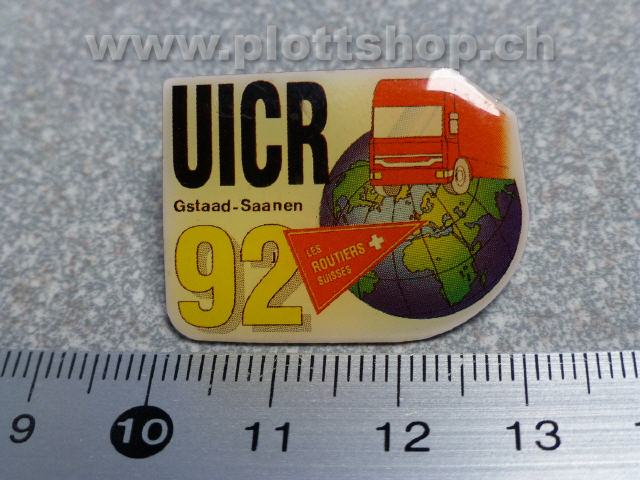 www.plottshop.ch
UICR
Gstaad-Saanen
92
LES
ROUTIERS
SUISSES
9 10 11 12 13